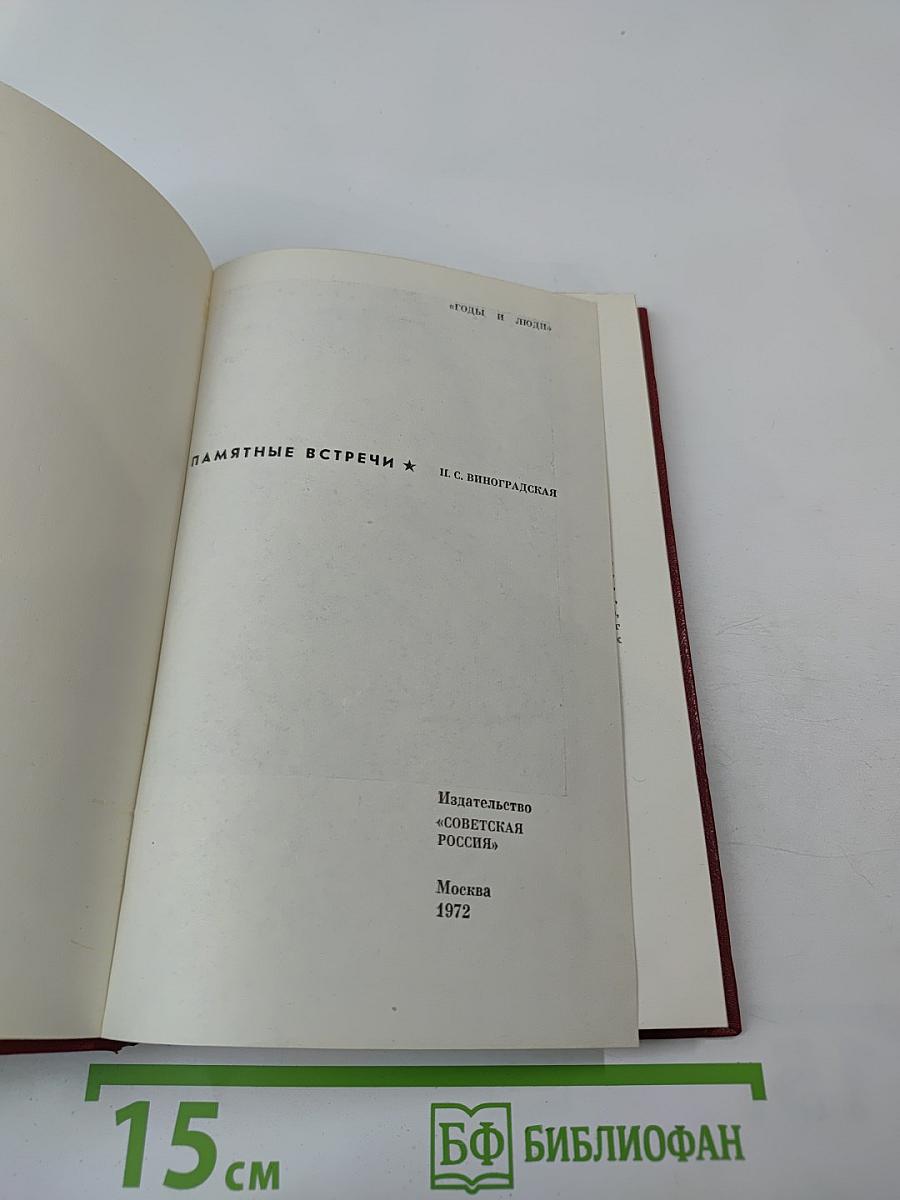 «ГОДЫ И ЛЮДИ»
ПАМЯТНЫЕ ВСТРЕЧИ ★
П. С. ВИНОГРАДСКАЯ
Издательство
«СОВЕТСКАЯ
РОССИЯ»
Москва
1972
15 см
БФ БИБЛИОФАН